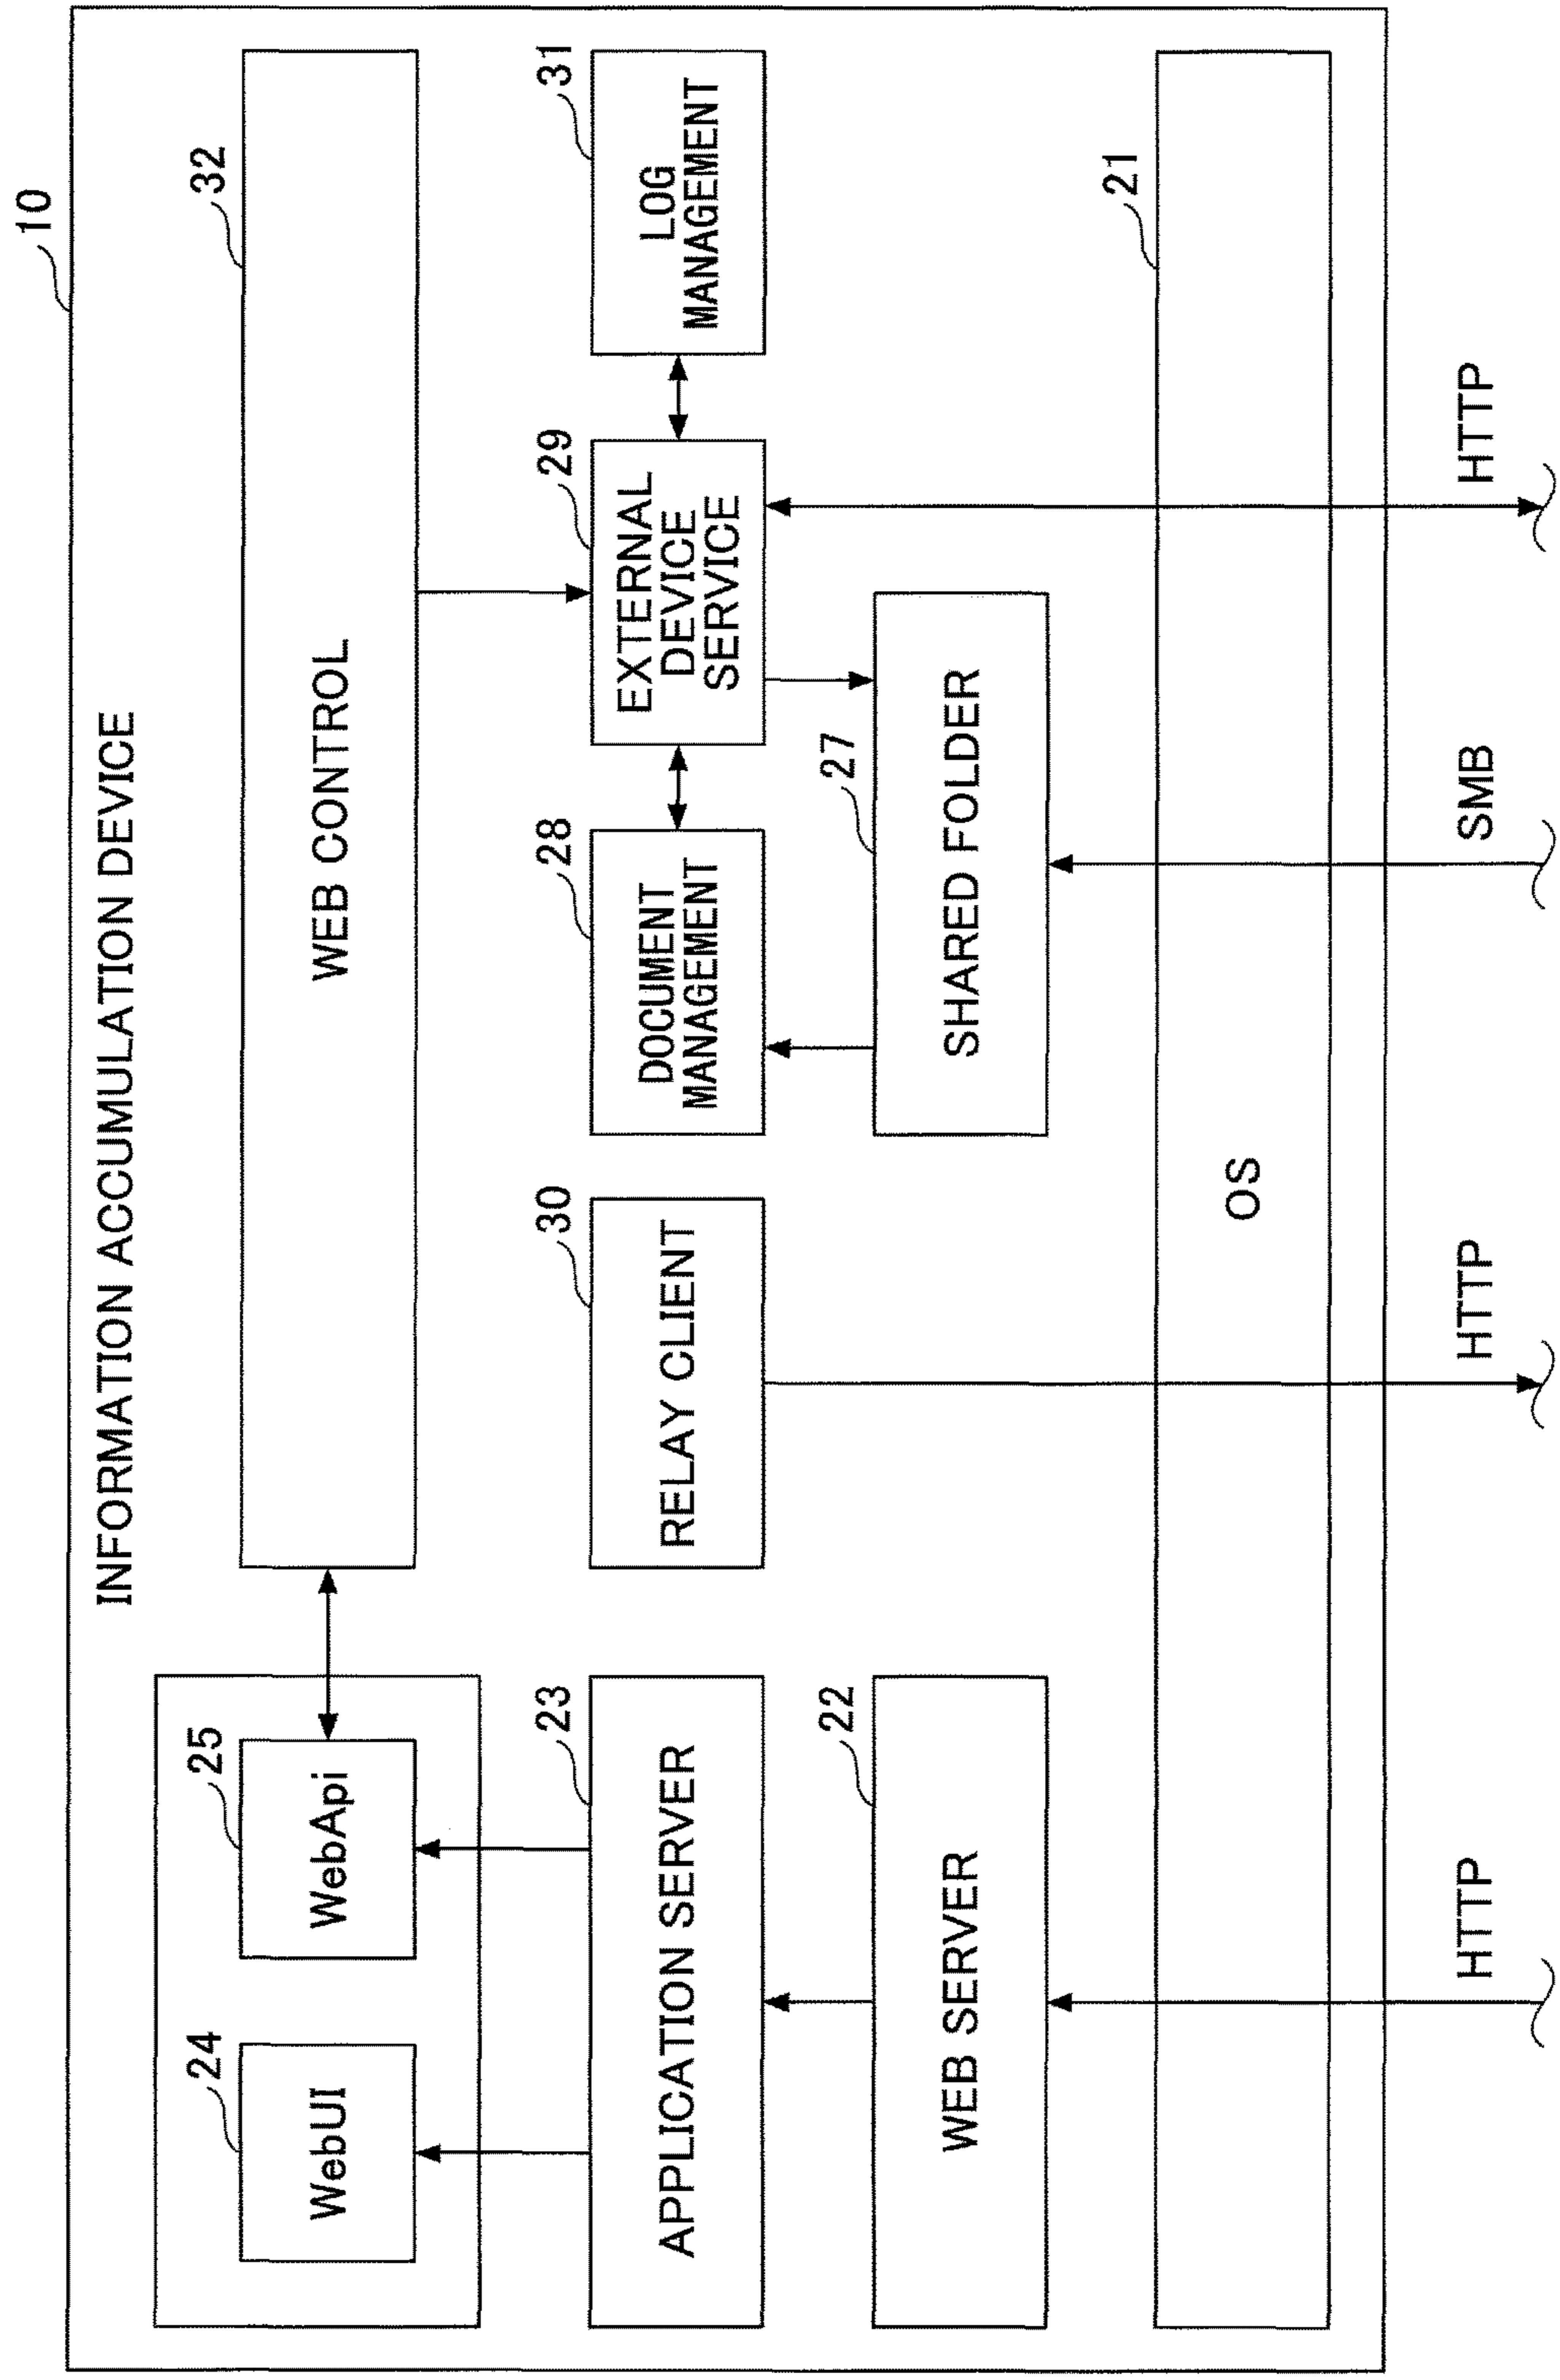 INFORMATION ACCUMULATION DEVICE
10
WebUI
24
WebApi
25
WEB CONTROL
32
APPLICATION SERVER
23
RELAY CLIENT
30
DOCUMENT
MANAGEMENT
28
EXTERNAL
DEVICE
SERVICE
29
LOG
MANAGEMENT
31
WEB SERVER
22
SHARED FOLDER
27
OS
21
HTTP
HTTP
SMB
HTTP